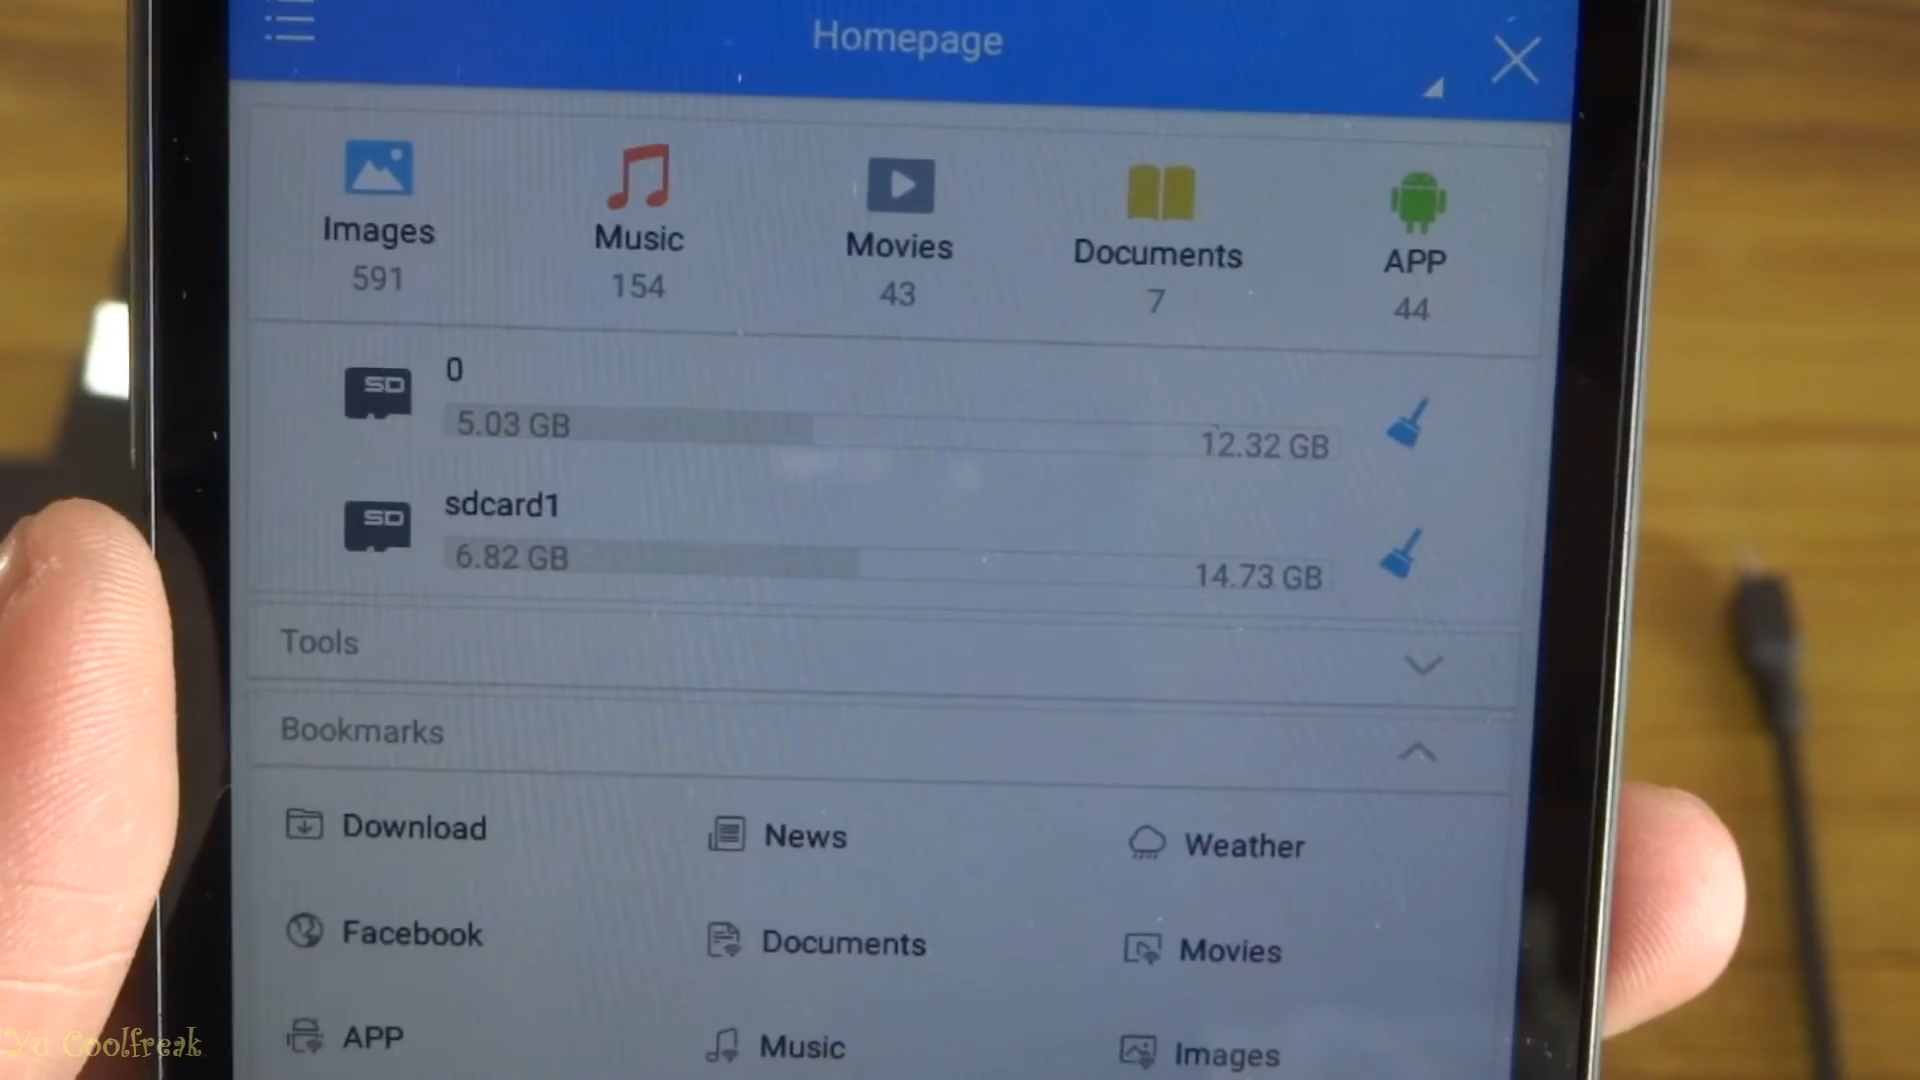 Homepage
Images Music Movies Documents APP
591 154 43 7 44
SD 0
5.03 GB 12.32 GB
SD sdcard1
6.82 GB 14.73 GB
Tools
Bookmarks
Download News Weather
Facebook Documents Movies
APP Music Images
Yu Coolfreak